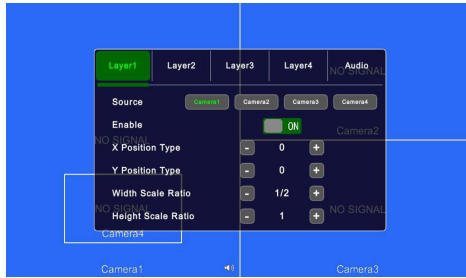 Layer1 Layer2 Layer3 Layer4 Audio
NO SIGNAL
Source Camera1 Camera2 Camera3 Camera4
Enable ON
Camera2
NO SIGNAL
X Position Type - 0 +
Y Position Type - 0 +
Width Scale Ratio - 1/2 +
NO SIGNAL NO SIGNAL
Height Scale Ratio - 1 +
Camera4
Camera1 Camera3